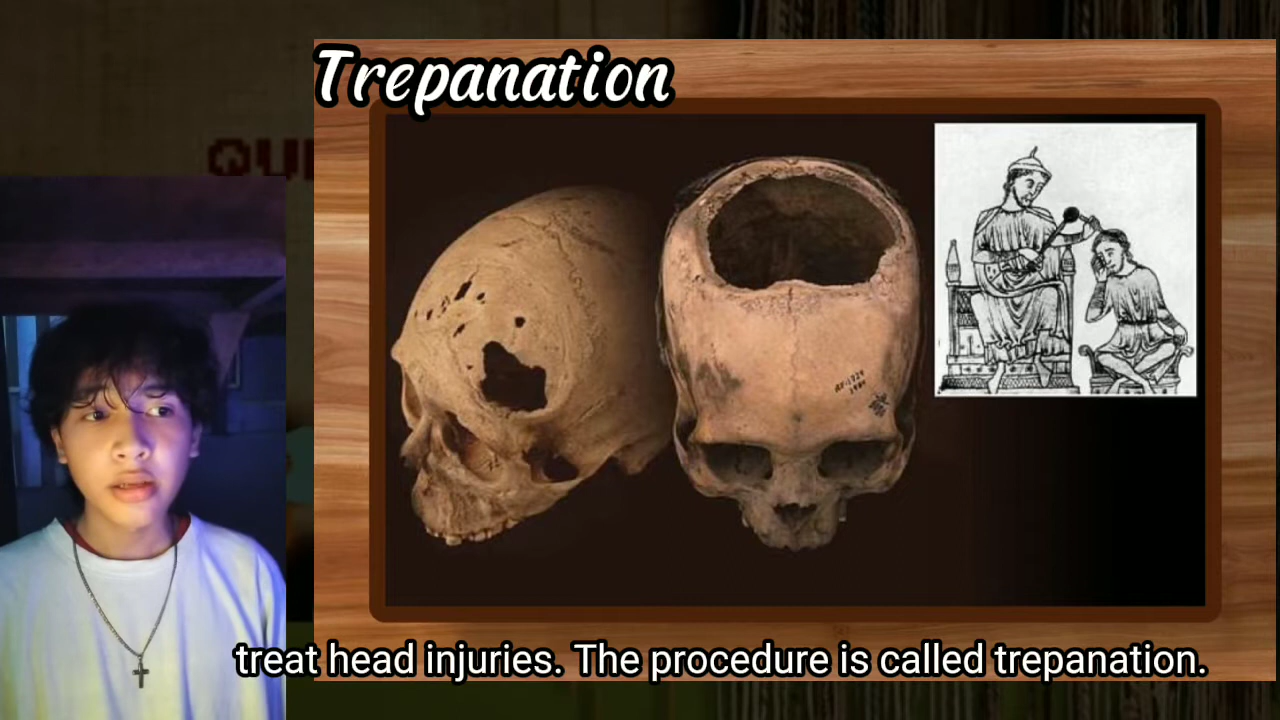 Trepanation
treat head injuries. The procedure is called trepanation.